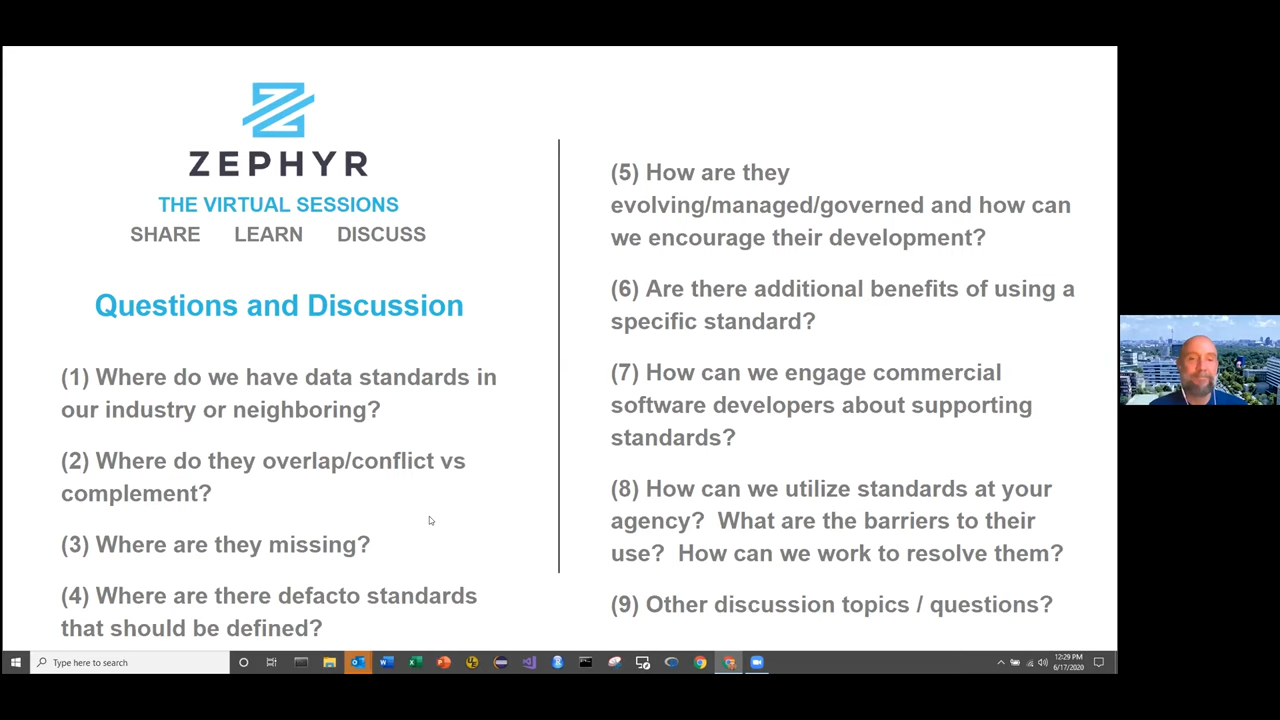 ZEPHYR
THE VIRTUAL SESSIONS
SHARE LEARN DISCUSS
Questions and Discussion
(1) Where do we have data standards in
our industry or neighboring?
(2) Where do they overlap/conflict vs
complement?
(3) Where are they missing?
(4) Where are there defacto standards
that should be defined?
(5) How are they
evolving/managed/governed and how can
we encourage their development?
(6) Are there additional benefits of using a
specific standard?
(7) How can we engage commercial
software developers about supporting
standards?
(8) How can we utilize standards at your
agency? What are the barriers to their
use? How can we work to resolve them?
(9) Other discussion topics / questions?
Type here to search
12:29 PM
6/17/2020